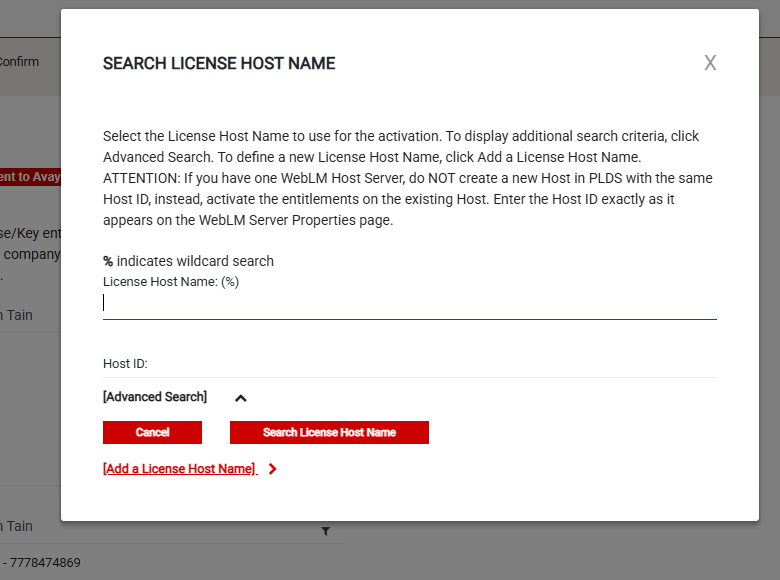 Confirm
SEARCH LICENSE HOST NAME
X
Select the License Host Name to use for the activation. To display additional search criteria, click
Advanced Search. To define a new License Host Name, click Add a License Host Name.
ATTENTION: If you have one WebLM Host Server, do NOT create a new Host in PLDS with the same
Host ID, instead, activate the entitlements on the existing Host. Enter the Host ID exactly as it
appears on the WebLM Server Properties page.
% indicates wildcard search
License Host Name: (%)
Host ID:
[Advanced Search]
Cancel
Search License Host Name
[Add a License Host Name]
ent to Avay
se/Key ent
company
.
n Tain
n Tain
- 7778474869